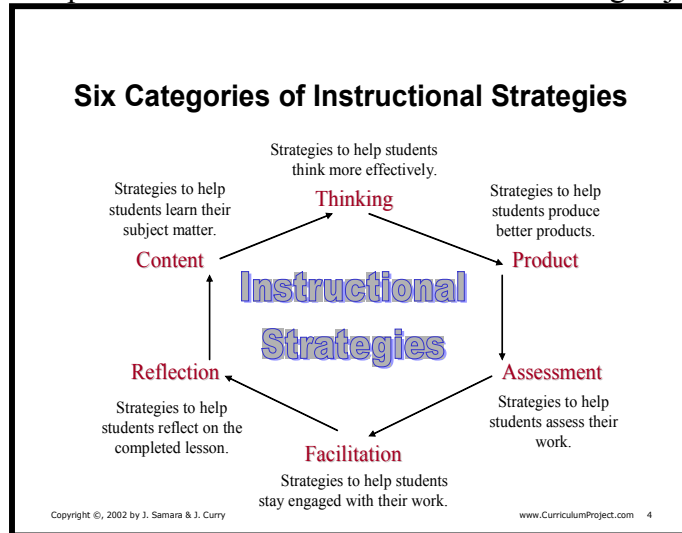 Six Categories of Instructional Strategies
Strategies to help students
think more effectively.
Thinking
Strategies to help
students learn their
subject matter.
Content
Strategies to help
students produce
better products.
Product
Instructional
Strategies
Reflection
Strategies to help
students reflect on the
completed lesson.
Assessment
Strategies to help
students assess their
work.
Facilitation
Strategies to help students
stay engaged with their work.
Copyright ©, 2002 by J. Samara & J. Curry
www.CurriculumProject.com 4